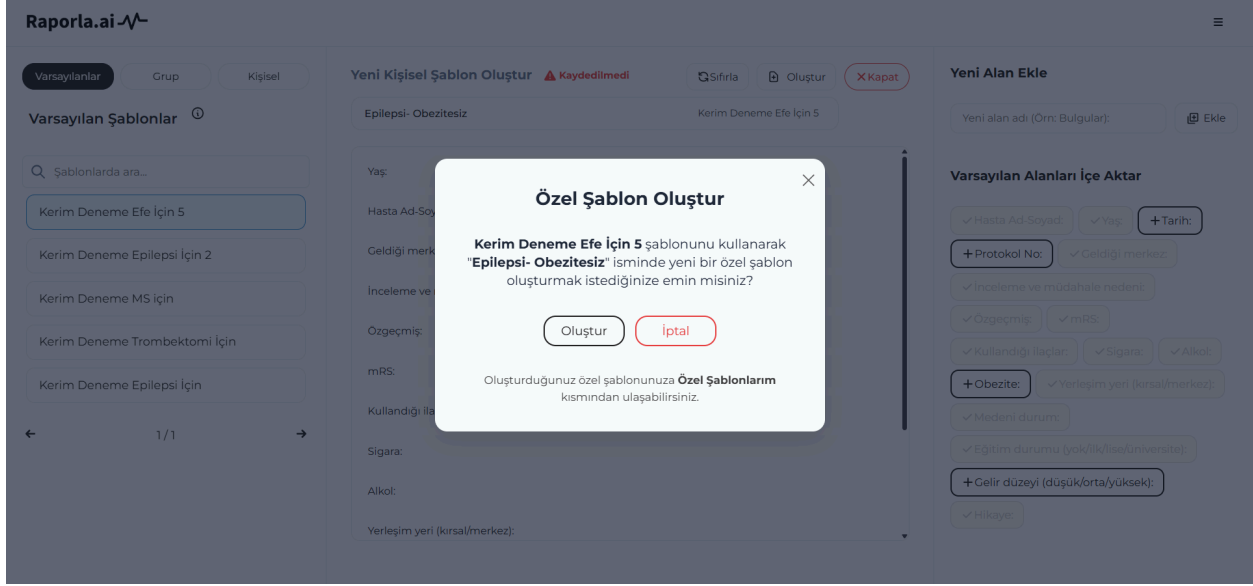 Raporla.ai
Varsayılanlar
Grup
Kişisel
Varsayılan Şablonlar
Şablonlarda ara...
Kerim Deneme Efe İçin 5
Kerim Deneme Epilepsi İçin 2
Kerim Deneme MS için
Kerim Deneme Trombektomi İçin
Kerim Deneme Epilepsi İçin
1 / 1
Yeni Kişisel Şablon Oluştur
Kaydedilmedi
Sıfırla
Oluştur
Kapat
Epilepsi- Obezitesiz
Kerim Deneme Efe İçin 5
Yaş:
Hasta Ad-Soy
Geldiği merk
İnceleme ve
Özgeçmiş:
mRS:
Kullandığı ila
Sigara:
Alkol:
Yerleşim yeri (kırsal/merkez):
Özel Şablon Oluştur
Kerim Deneme Efe İçin 5 şablonunu kullanarak
"Epilepsi- Obezitesiz" isminde yeni bir özel şablon
oluşturmak istediğinize emin misiniz?
Oluştur
İptal
Oluşturduğunuz özel şablonunuza Özel Şablonlarım
kısmından ulaşabilirsiniz.
Yeni Alan Ekle
Yeni alan adı (Örn: Bulgular):
Ekle
Varsayılan Alanları İçe Aktar
Hasta Ad-Soyad:
Yaş:
Tarih:
Protokol No:
Geldiği merkez:
İnceleme ve müdahale nedeni:
Özgeçmiş:
mRS:
Kullandığı ilaçlar:
Sigara:
Alkol:
Obezite:
Yerleşim yeri (kırsal/merkez):
Medeni durum:
Eğitim durumu (yok/ilk/lise/üniversite):
Gelir düzeyi (düşük/orta/yüksek):
Hikaye: